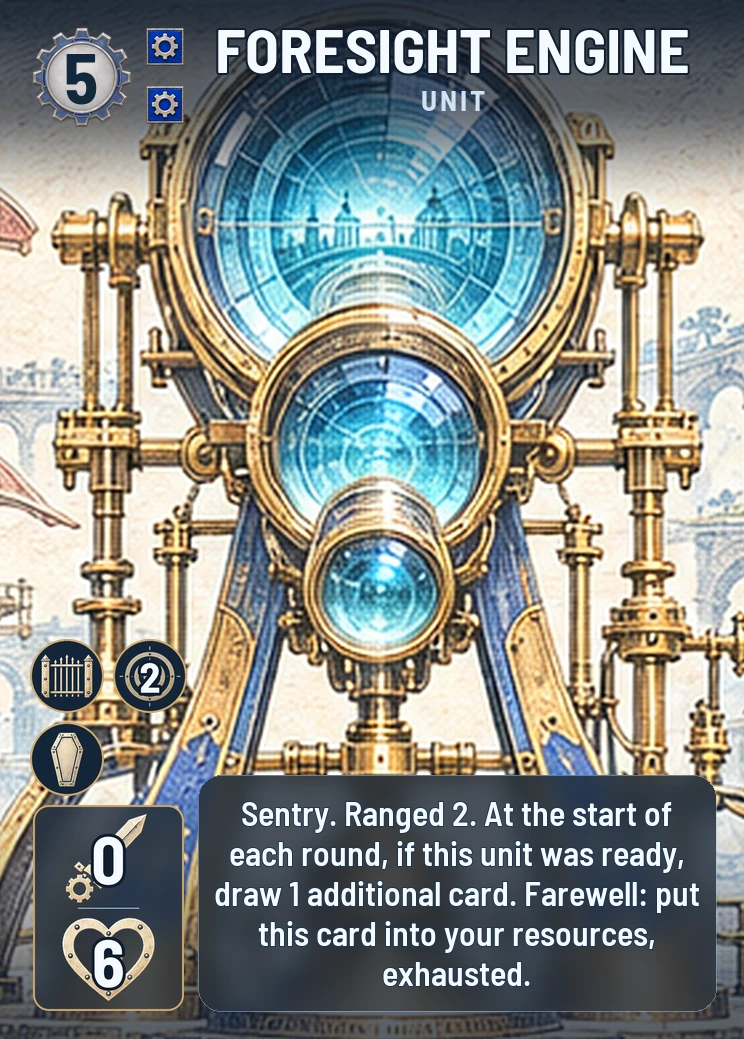 5
FORESIGHT ENGINE
UNIT
2
0
6
Sentry. Ranged 2. At the start of
each round, if this unit was ready,
draw 1 additional card. Farewell: put
this card into your resources,
exhausted.